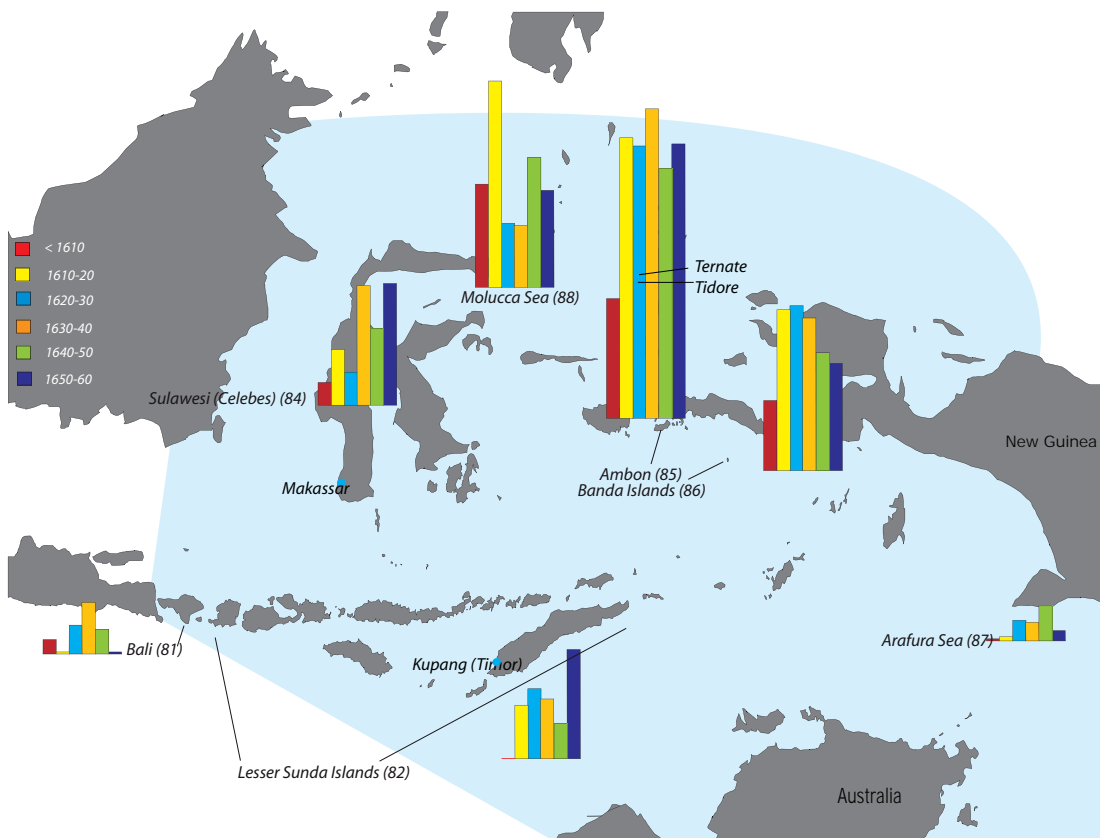 < 1610
1610-20
1620-30
1630-40
1640-50
1650-60
Molucca Sea (88)
Ternate
Tidore
Sulawesi (Celebes) (84)
Makassar
Ambon (85)
Banda Islands (86)
New Guinea
Bali (81)
Kupang (Timor)
Arafura Sea (87)
Lesser Sunda Islands (82)
Australia